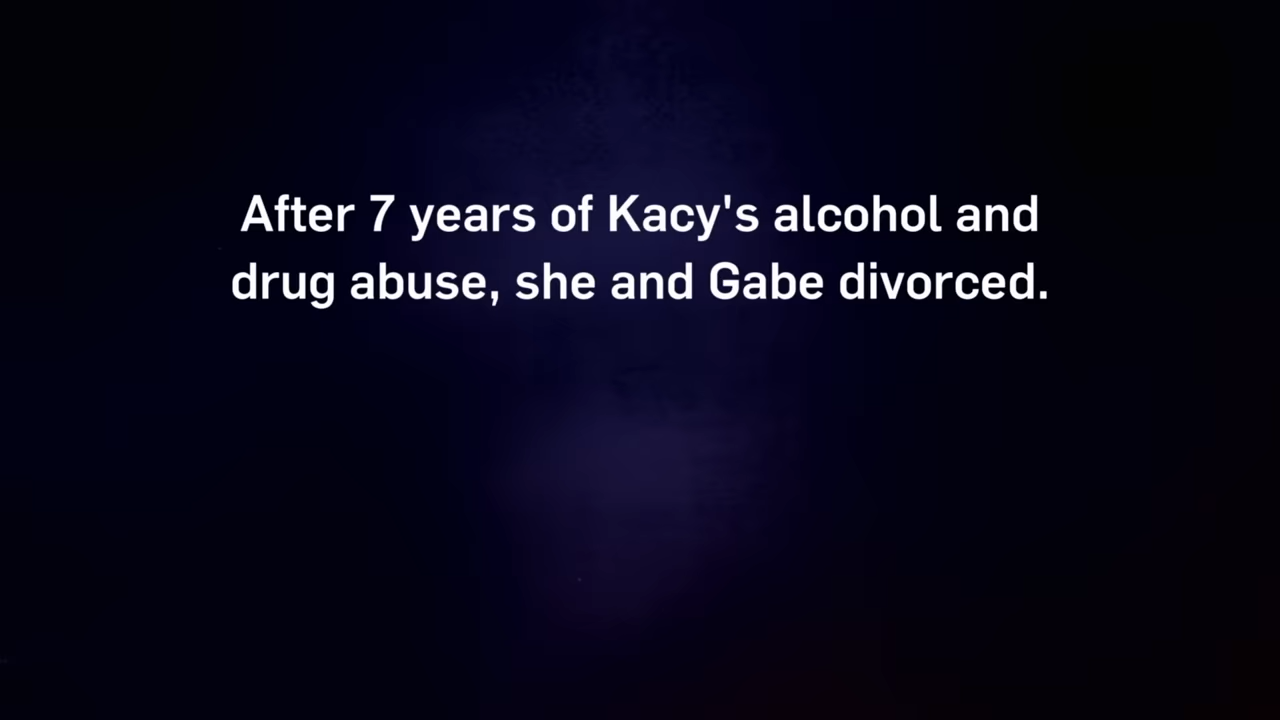 After 7 years of Kacy's alcohol and
drug abuse, she and Gabe divorced.